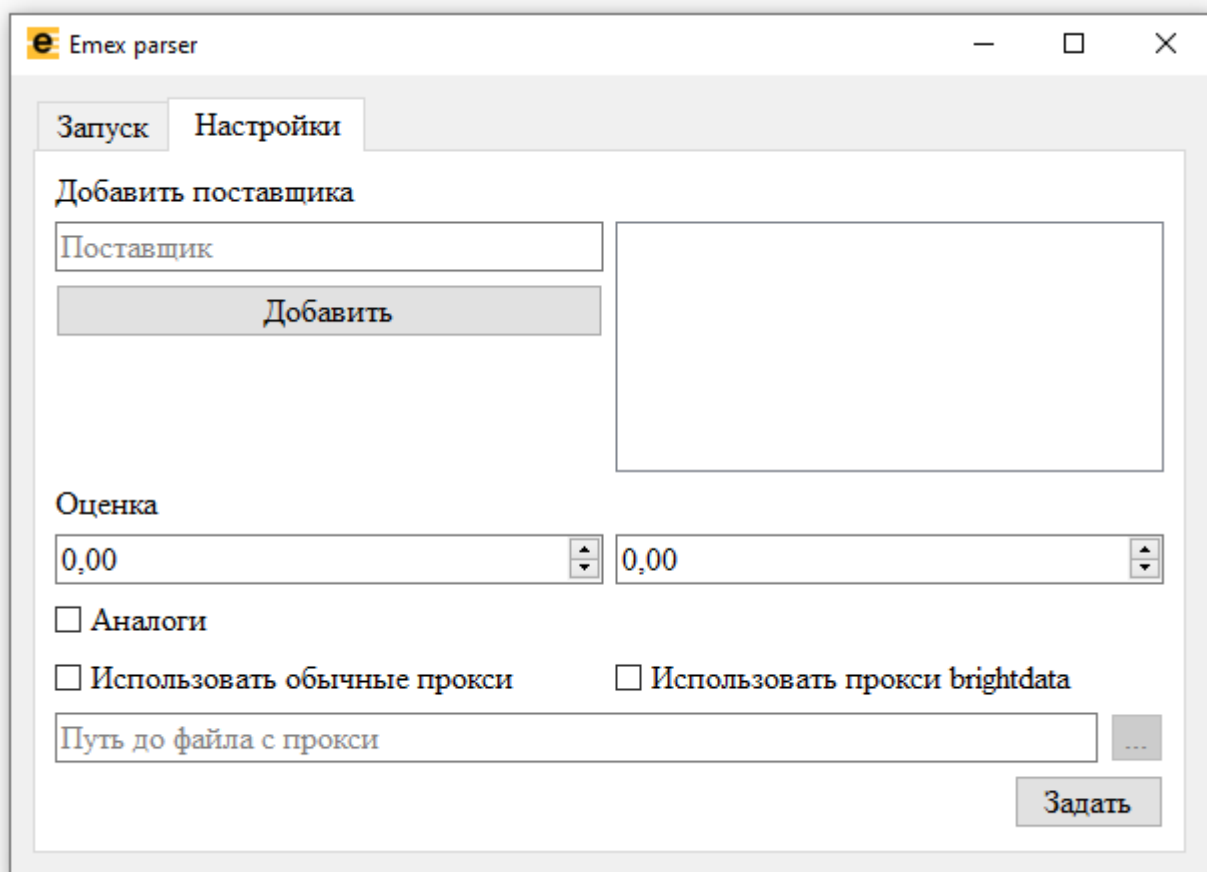 e Emex parser
Запуск Настройки
Добавить поставщика
Поставщик
Добавить
Оценка
0,00 0,00
Аналоги
Использовать обычные прокси Использовать прокси brightdata
Путь до файла с прокси ...
Задать